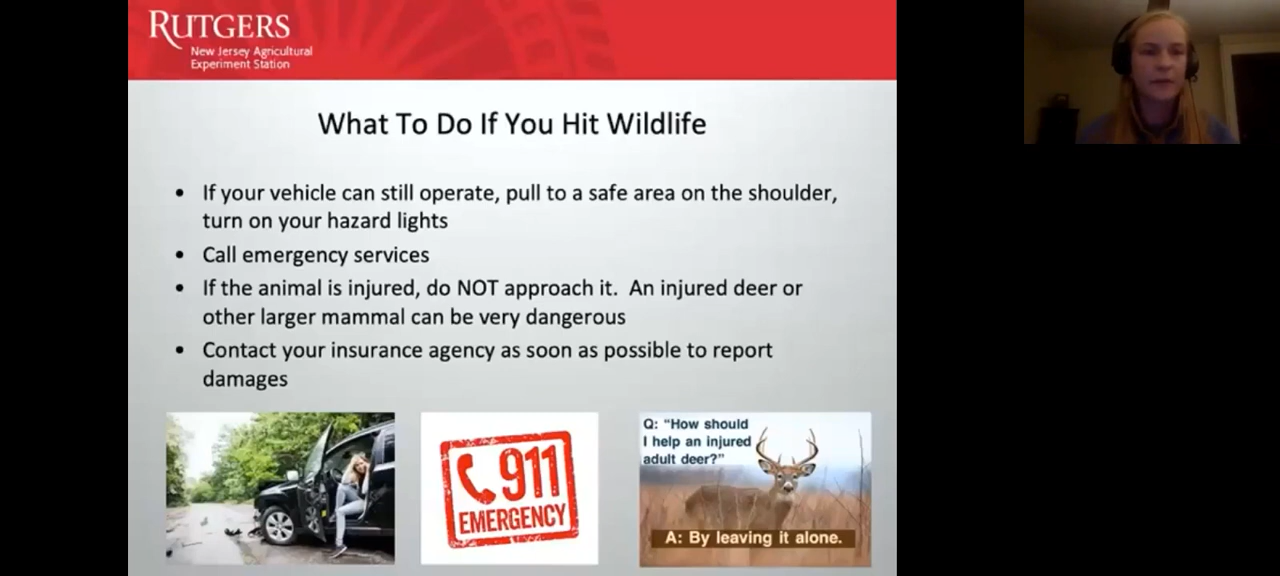 RUTGERS
New Jersey Agricultural
Experiment Station
What To Do If You Hit Wildlife
• If your vehicle can still operate, pull to a safe area on the shoulder,
turn on your hazard lights
• Call emergency services
• If the animal is injured, do NOT approach it. An injured deer or
other larger mammal can be very dangerous
• Contact your insurance agency as soon as possible to report
damages
911
EMERGENCY
Q: "How should
I help an injured
adult deer?"
A: By leaving it alone.